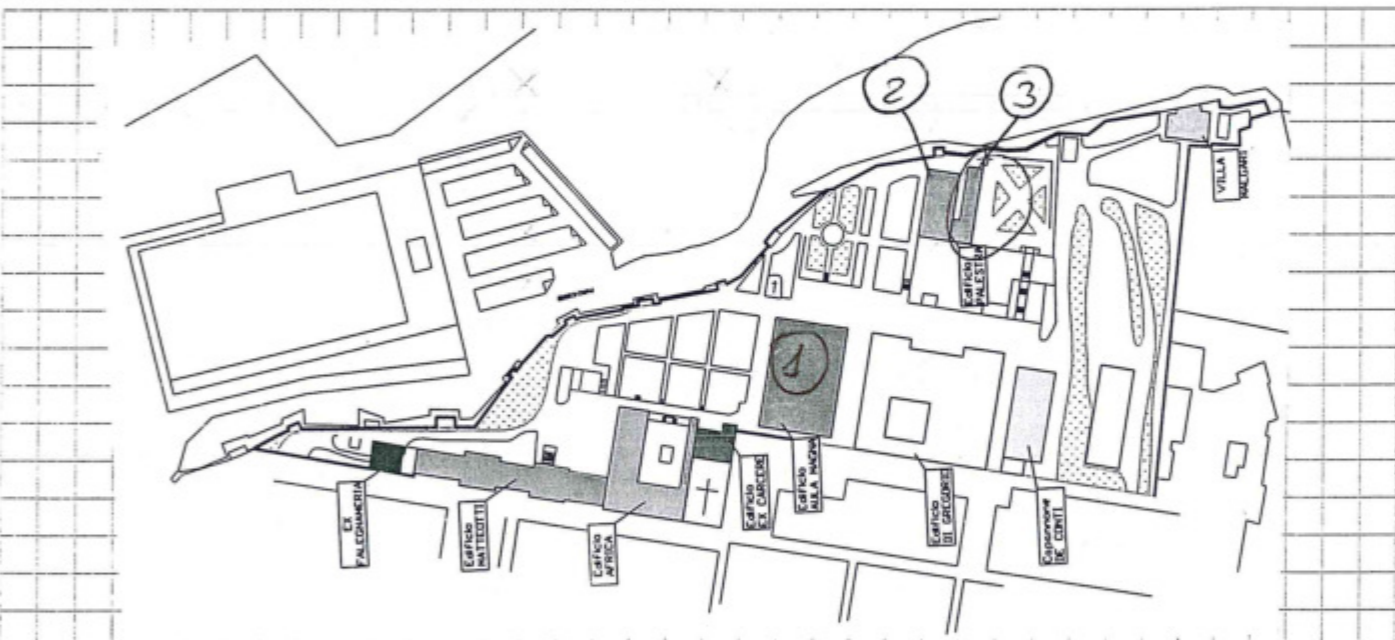 2
3
VILLA
MALGARI
Edificio
PALESTRA
1
EX
FALEGNAMERIA
Edificio
MATTEOTTI
Edificio
AFRICA
Edificio
EX CARCERE
Edificio
AULA MAGNA
Edificio
DI GREGORIO
Capannone
DE CONTI